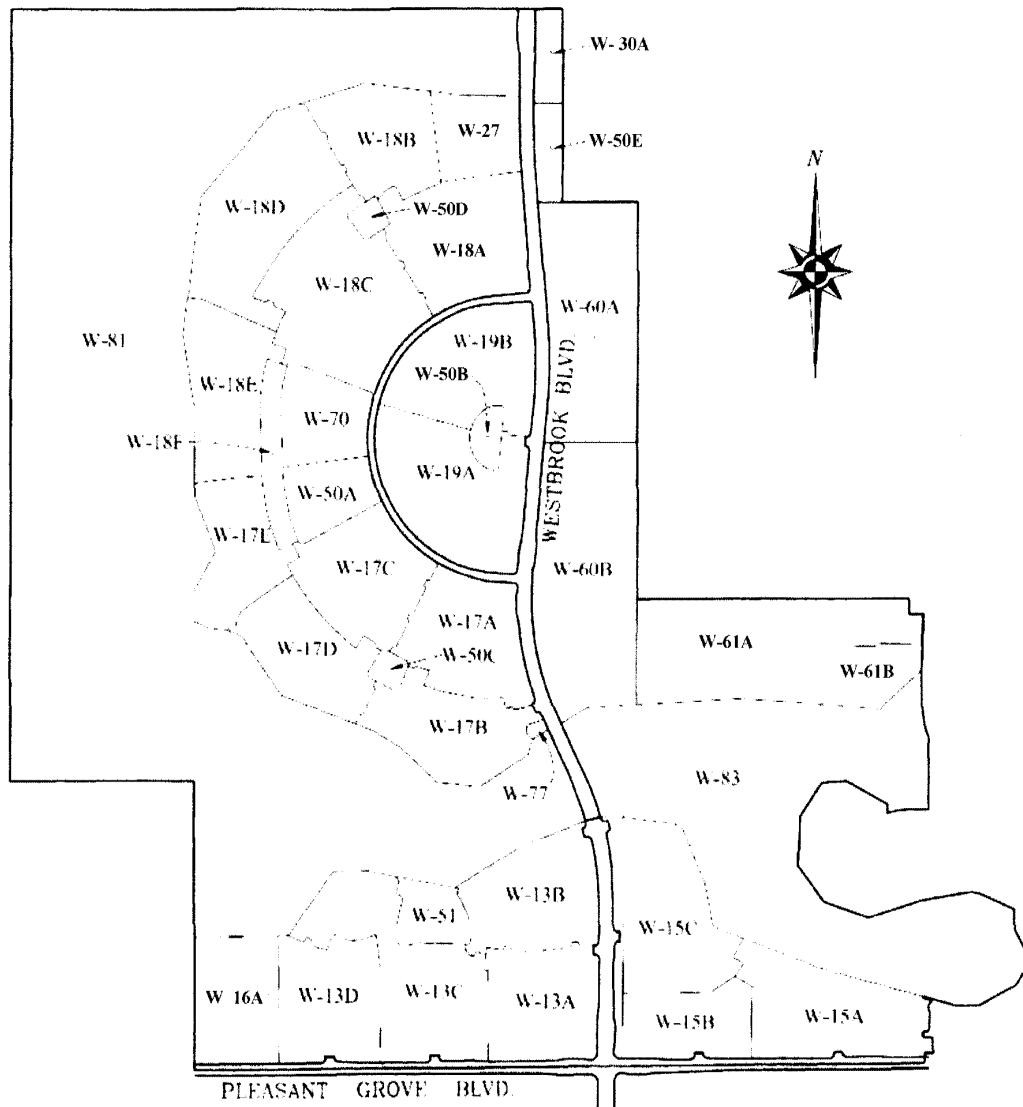 W-30A
W-27
W-18B
W-50E
N
W-18D
W-50D
W-18A
W-18C
W-60A
W-81
W-19B
W-50B
W-18E
W-70
W-18F
WESTBROOK BLVD.
W-19A
W-50A
W-17E
W-17C
W-60B
W-17A
W-61A
W-17D
W-50C
W-61B
W-17B
W-83
W-77
W-13B
W-51
W-15C
W-16A
W-13D
W-13C
W-13A
W-15B
W-15A
PLEASANT GROVE BLVD.